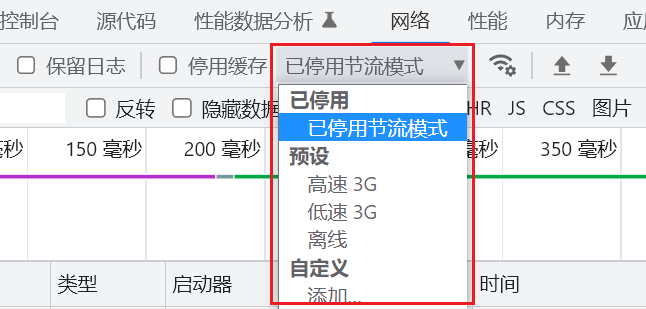 控制台 源代码 性能数据分析 网络 性能 内存
保留日志 停用缓存 已停用节流模式
反转 隐藏数据 HR JS CSS 图片
已停用
已停用节流模式
毫秒 150 毫秒 200 毫秒 毫秒 350 毫秒
预设
高速 3G
低速 3G
离线
自定义
类型 启动器 时间
添加...